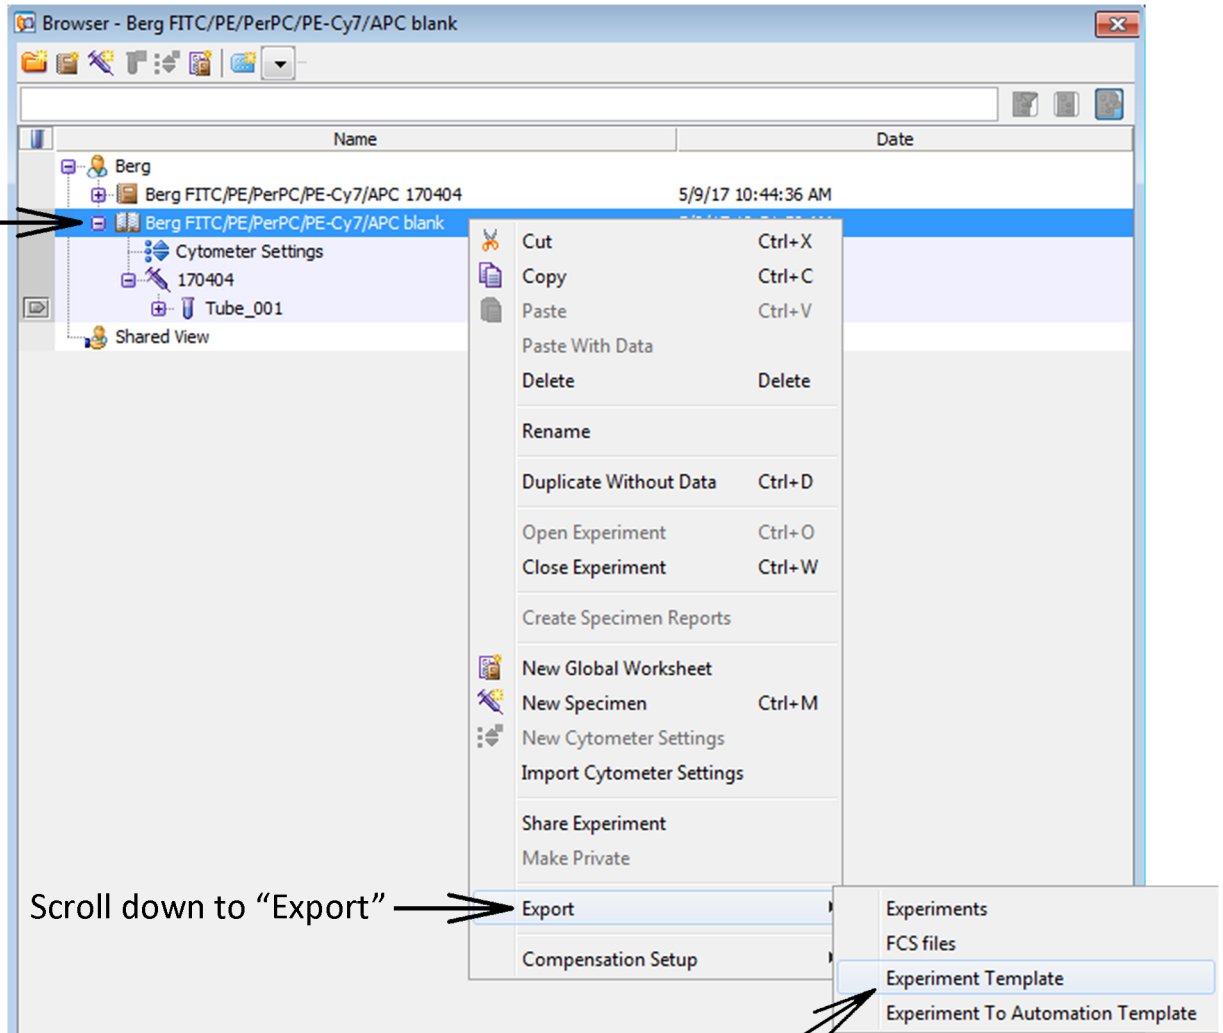 Browser - Berg FITC/PE/PerPC/PE-Cy7/APC blank
Name Date
Berg
Berg FITC/PE/PerPC/PE-Cy7/APC 170404 5/9/17 10:44:36 AM
Berg FITC/PE/PerPC/PE-Cy7/APC blank
Cytometer Settings
170404
Tube_001
Shared View
Cut Ctrl+X
Copy Ctrl+C
Paste Ctrl+V
Paste With Data
Delete Delete
Rename
Duplicate Without Data Ctrl+D
Open Experiment Ctrl+O
Close Experiment Ctrl+W
Create Specimen Reports
New Global Worksheet
New Specimen Ctrl+M
New Cytometer Settings
Import Cytometer Settings
Share Experiment
Make Private
Scroll down to “Export”
Export
Compensation Setup
Experiments
FCS files
Experiment Template
Experiment To Automation Template